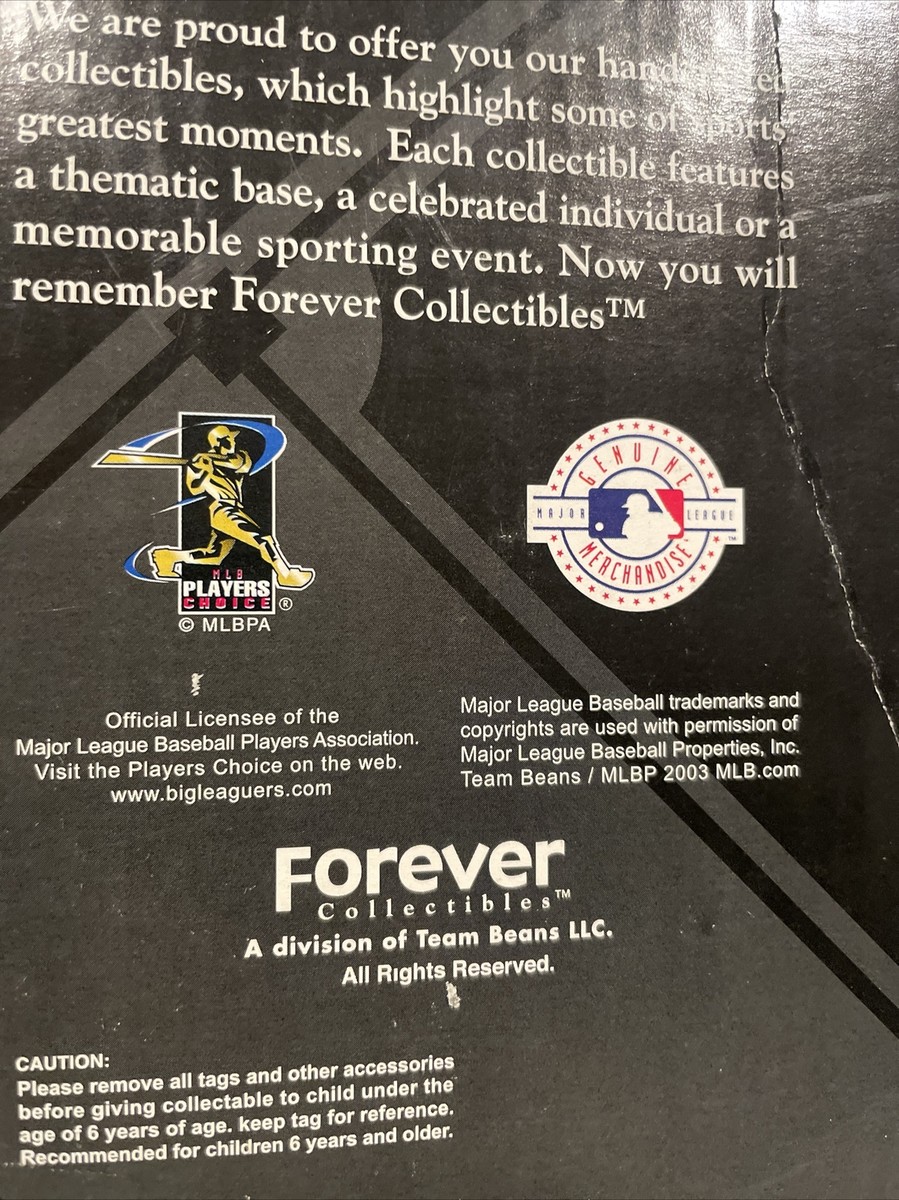 We are proud to offer you our
collectibles, which highlight some of sports'
greatest moments. Each collectible features
a thematic base, a celebrated individual or a
memorable sporting event. Now you will
remember Forever Collectibles™
MLB
PLAYERS
CHOICE ®
© MLBPA
GENUINE
MAJOR LEAGUE ™
MERCHANDISE
Official Licensee of the
Major League Baseball Players Association.
Visit the Players Choice on the web.
www.bigleaguers.com
Major League Baseball trademarks and
copyrights are used with permission of
Major League Baseball Properties, Inc.
Team Beans / MLBP 2003 MLB.com
Forever
Collectibles™
A division of Team Beans LLC.
All Rights Reserved.
CAUTION:
Please remove all tags and other accessories
before giving collectable to child under the
age of 6 years of age. keep tag for reference.
Recommended for children 6 years and older.